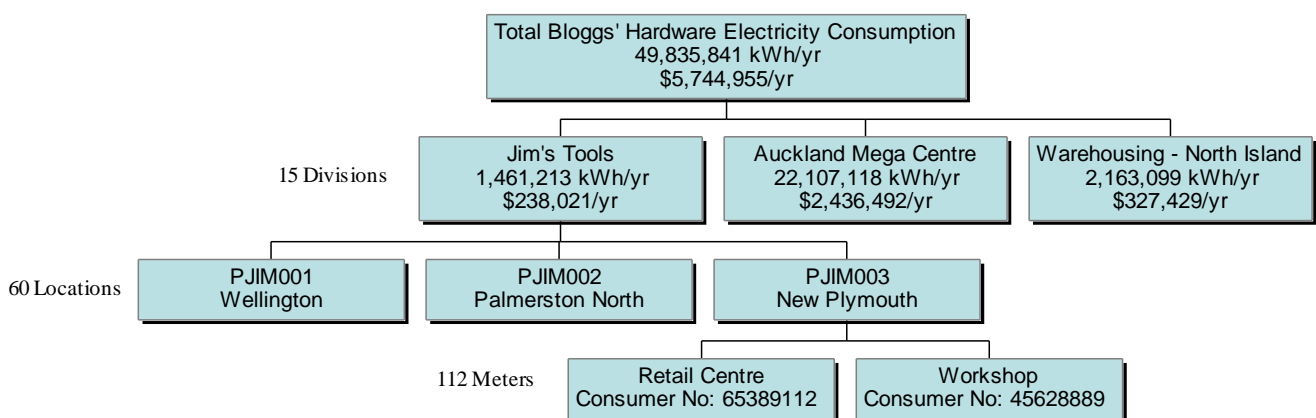 Total Bloggs' Hardware Electricity Consumption
49,835,841 kWh/yr
$5,744,955/yr
15 Divisions
Jim's Tools
1,461,213 kWh/yr
$238,021/yr
Auckland Mega Centre
22,107,118 kWh/yr
$2,436,492/yr
Warehousing - North Island
2,163,099 kWh/yr
$327,429/yr
60 Locations
PJIM001
Wellington
PJIM002
Palmerston North
PJIM003
New Plymouth
112 Meters
Retail Centre
Consumer No: 65389112
Workshop
Consumer No: 45628889